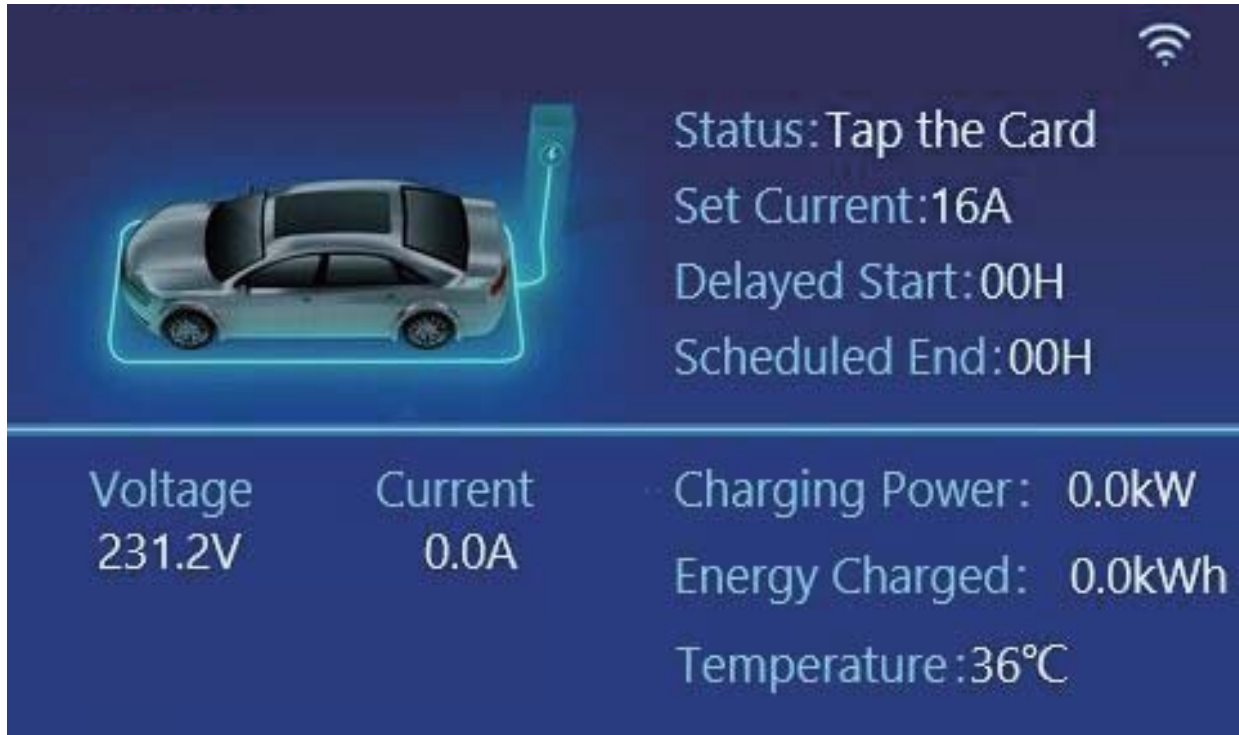 Status:Tap the Card
Set Current:16A
Delayed Start:00H
Scheduled End:00H
Voltage Current
231.2V 0.0A
Charging Power: 0.0kW
Energy Charged: 0.0kWh
Temperature:36℃